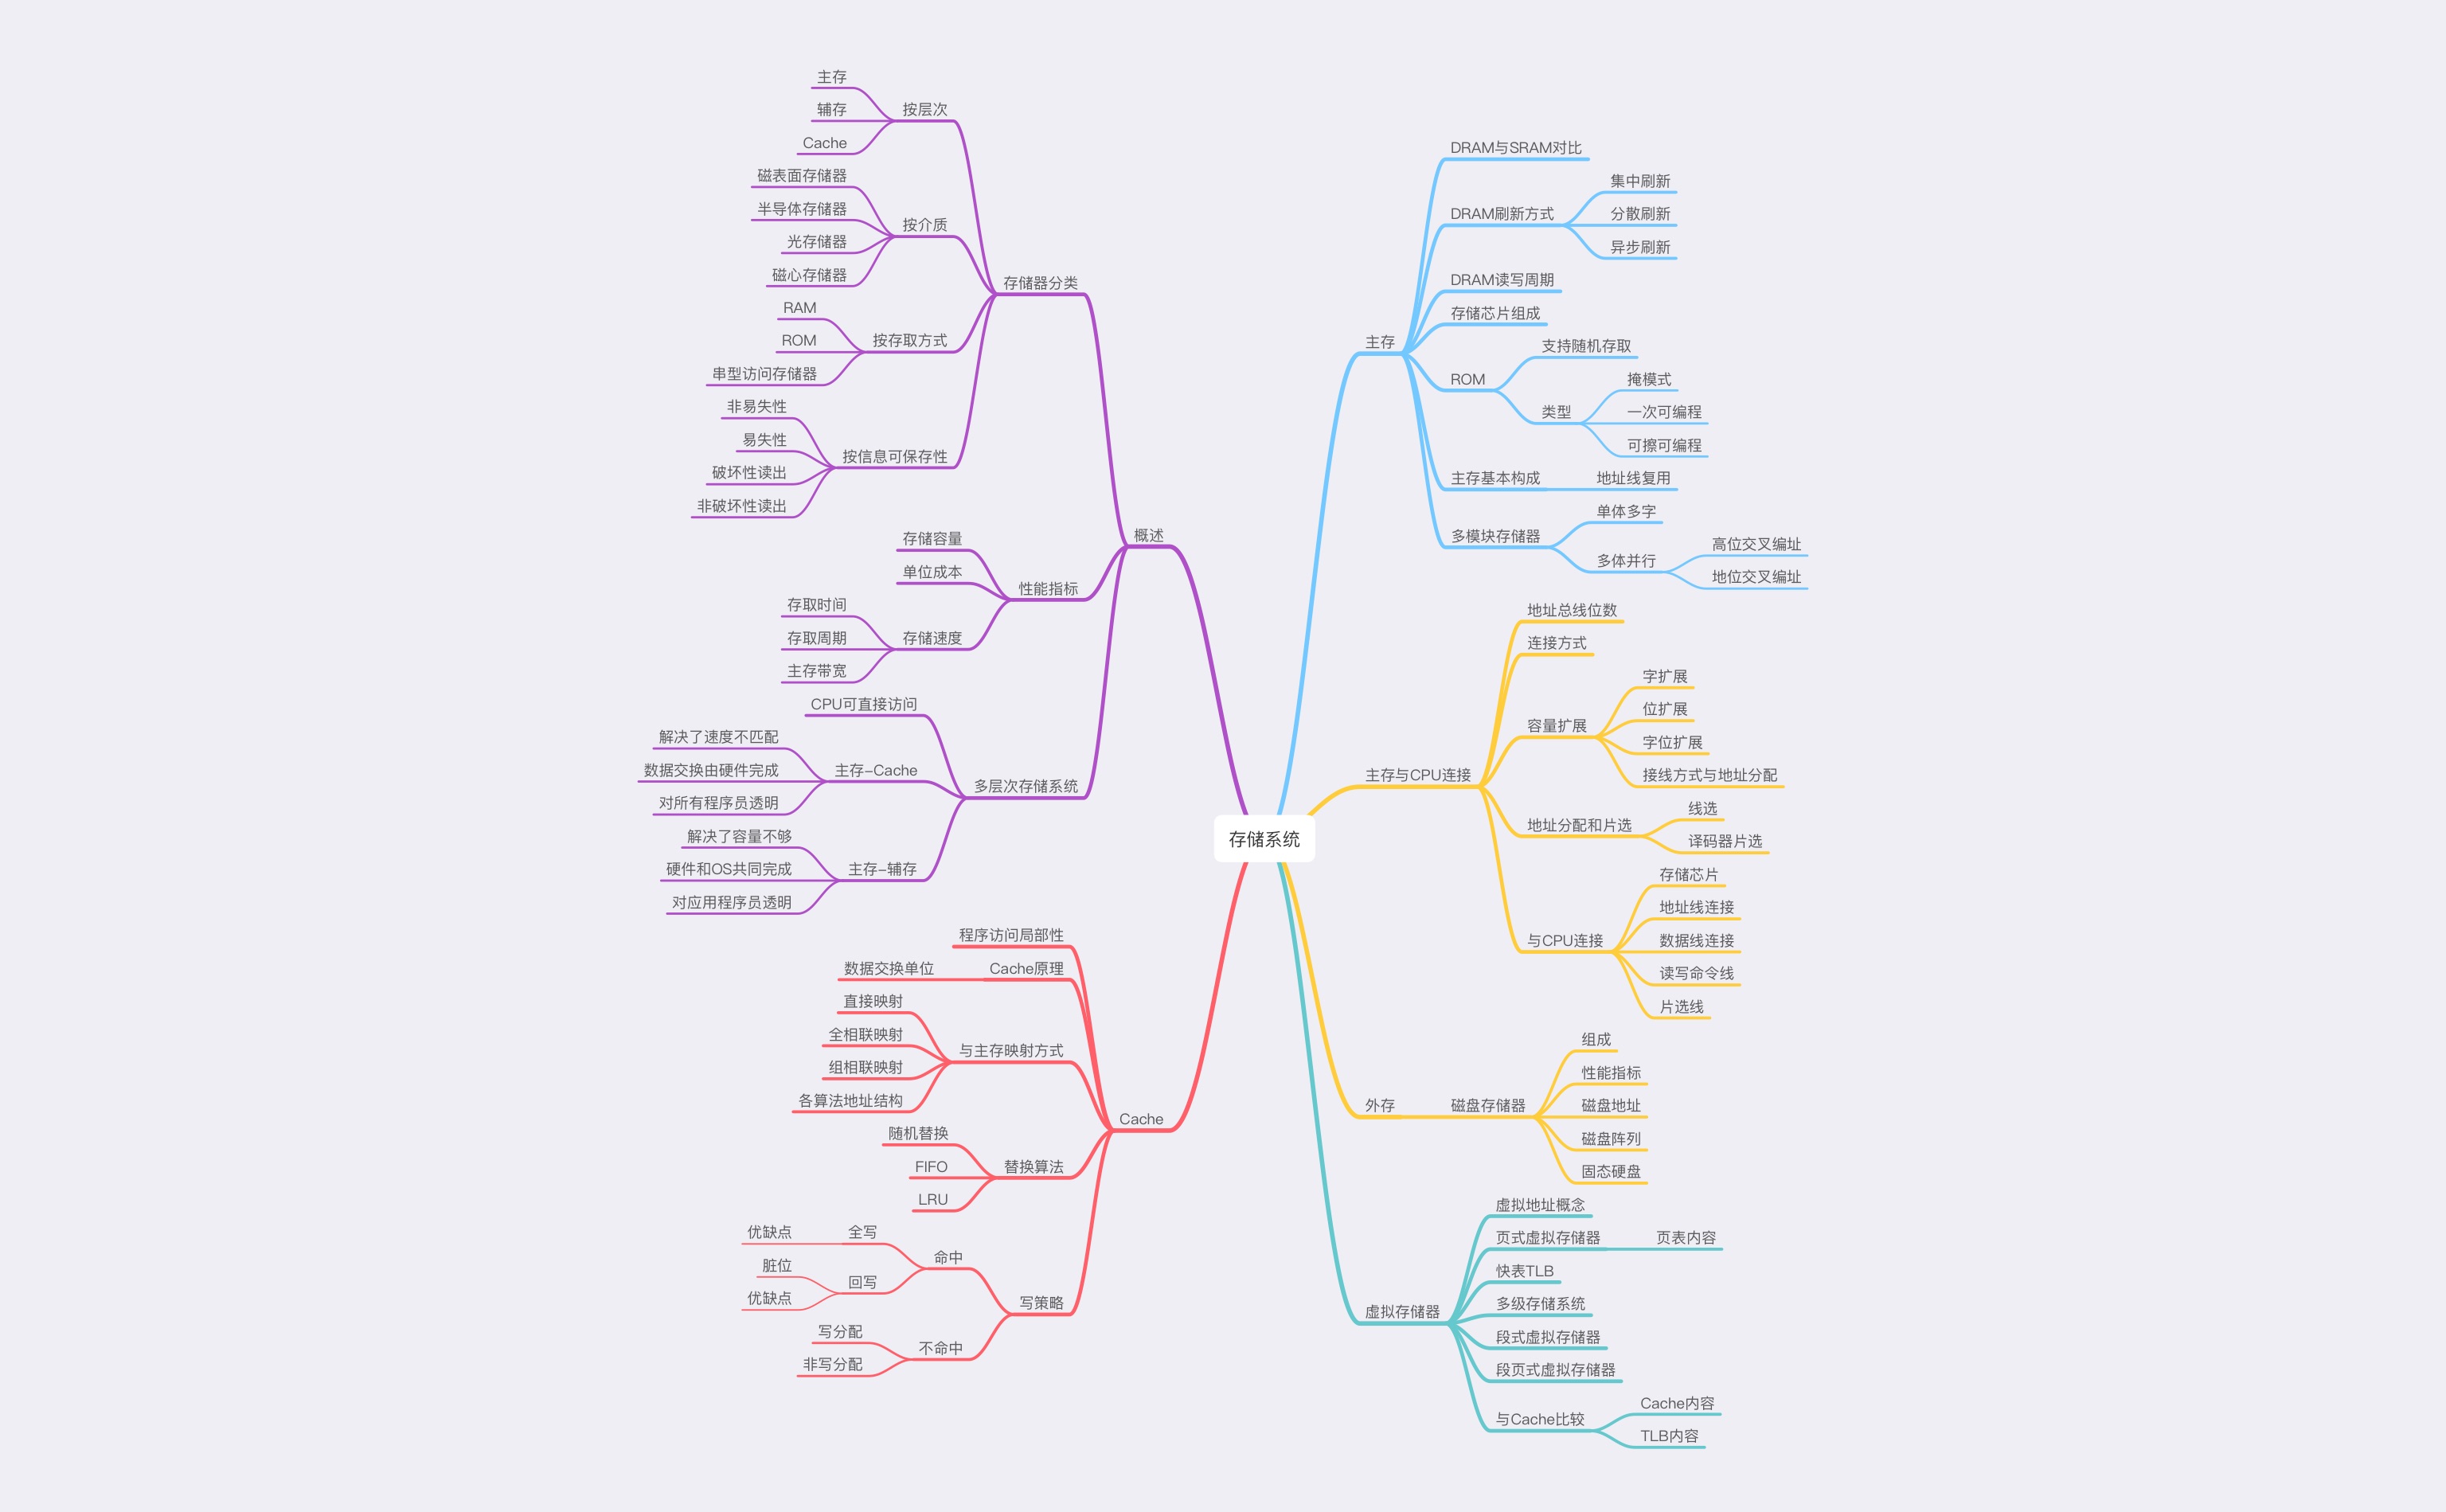 存储系统
概述
存储器分类
按层次
主存
辅存
Cache
按介质
磁表面存储器
半导体存储器
光存储器
磁心存储器
按存取方式
RAM
ROM
串型访问存储器
按信息可保存性
非易失性
易失性
破坏性读出
非破坏性读出
性能指标
存储容量
单位成本
存储速度
存取时间
存取周期
主存带宽
多层次存储系统
CPU可直接访问
主存-Cache
解决了速度不匹配
数据交换由硬件完成
对所有程序员透明
主存-辅存
解决了容量不够
硬件和OS共同完成
对应用程序员透明
Cache
程序访问局部性
Cache原理
数据交换单位
与主存映射方式
直接映射
全相联映射
组相联映射
各算法地址结构
替换算法
随机替换
FIFO
LRU
写策略
命中
全写
优缺点
回写
脏位
优缺点
不命中
写分配
非写分配
主存
DRAM与SRAM对比
DRAM刷新方式
集中刷新
分散刷新
异步刷新
DRAM读写周期
存储芯片组成
ROM
支持随机存取
类型
掩模式
一次可编程
可擦可编程
主存基本构成
地址线复用
多模块存储器
单体多字
多体并行
高位交叉编址
地位交叉编址
主存与CPU连接
地址总线位数
连接方式
容量扩展
字扩展
位扩展
字位扩展
接线方式与地址分配
地址分配和片选
线选
译码器片选
与CPU连接
存储芯片
地址线连接
数据线连接
读写命令线
片选线
外存
磁盘存储器
组成
性能指标
磁盘地址
磁盘阵列
固态硬盘
虚拟存储器
虚拟地址概念
页式虚拟存储器
页表内容
快表TLB
多级存储系统
段式虚拟存储器
段页式虚拟存储器
与Cache比较
Cache内容
TLB内容